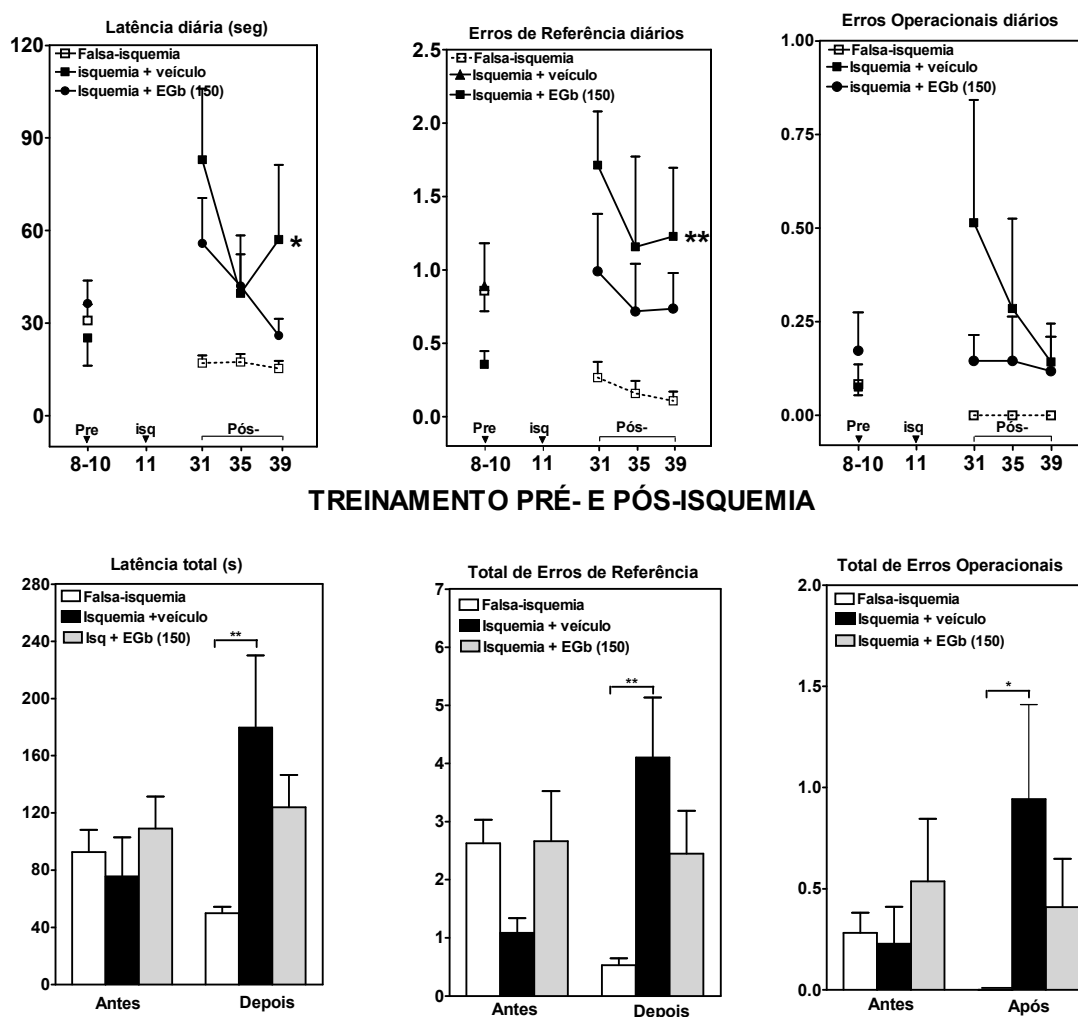 Latência diária (seg)
120
90
60
30
0
Falsa-isquemia
isquemia + veículo
Isquemia + EGb (150)
*
Pre
isq
Pós-
8-10
11
31
35
39
Erros de Referência diários
2.5
2.0
1.5
1.0
0.5
0.0
Falsa-isquemia
Isquemia + veículo
Isquemia + EGb (150)
**
Pre
isq
Pós-
8-10
11
31
35
39
Erros Operacionais diários
1.00
0.75
0.50
0.25
0.00
Falsa-isquemia
Isquemia + veículo
isquemia + EGb (150)
Pre
isq
Pós-
8-10
11
31
35
39
TREINAMENTO PRÉ- E PÓS-ISQUEMIA
Latência total (s)
280
240
200
160
120
80
40
0
Falsa-isquemia
Isquemia +veículo
Isq + EGb (150)
**
Antes
Depois
Total de Erros de Referência
7
6
5
4
3
2
1
0
Falsa-isquemia
Isquemia + veículo
Isquemia + EGb (150)
**
Antes
Depois
Total de Erros Operacionais
2.0
1.5
1.0
0.5
0.0
Falsa-isquemia
Isquemia + veículo
Isquemia + EGb (150)
*
Antes
Após